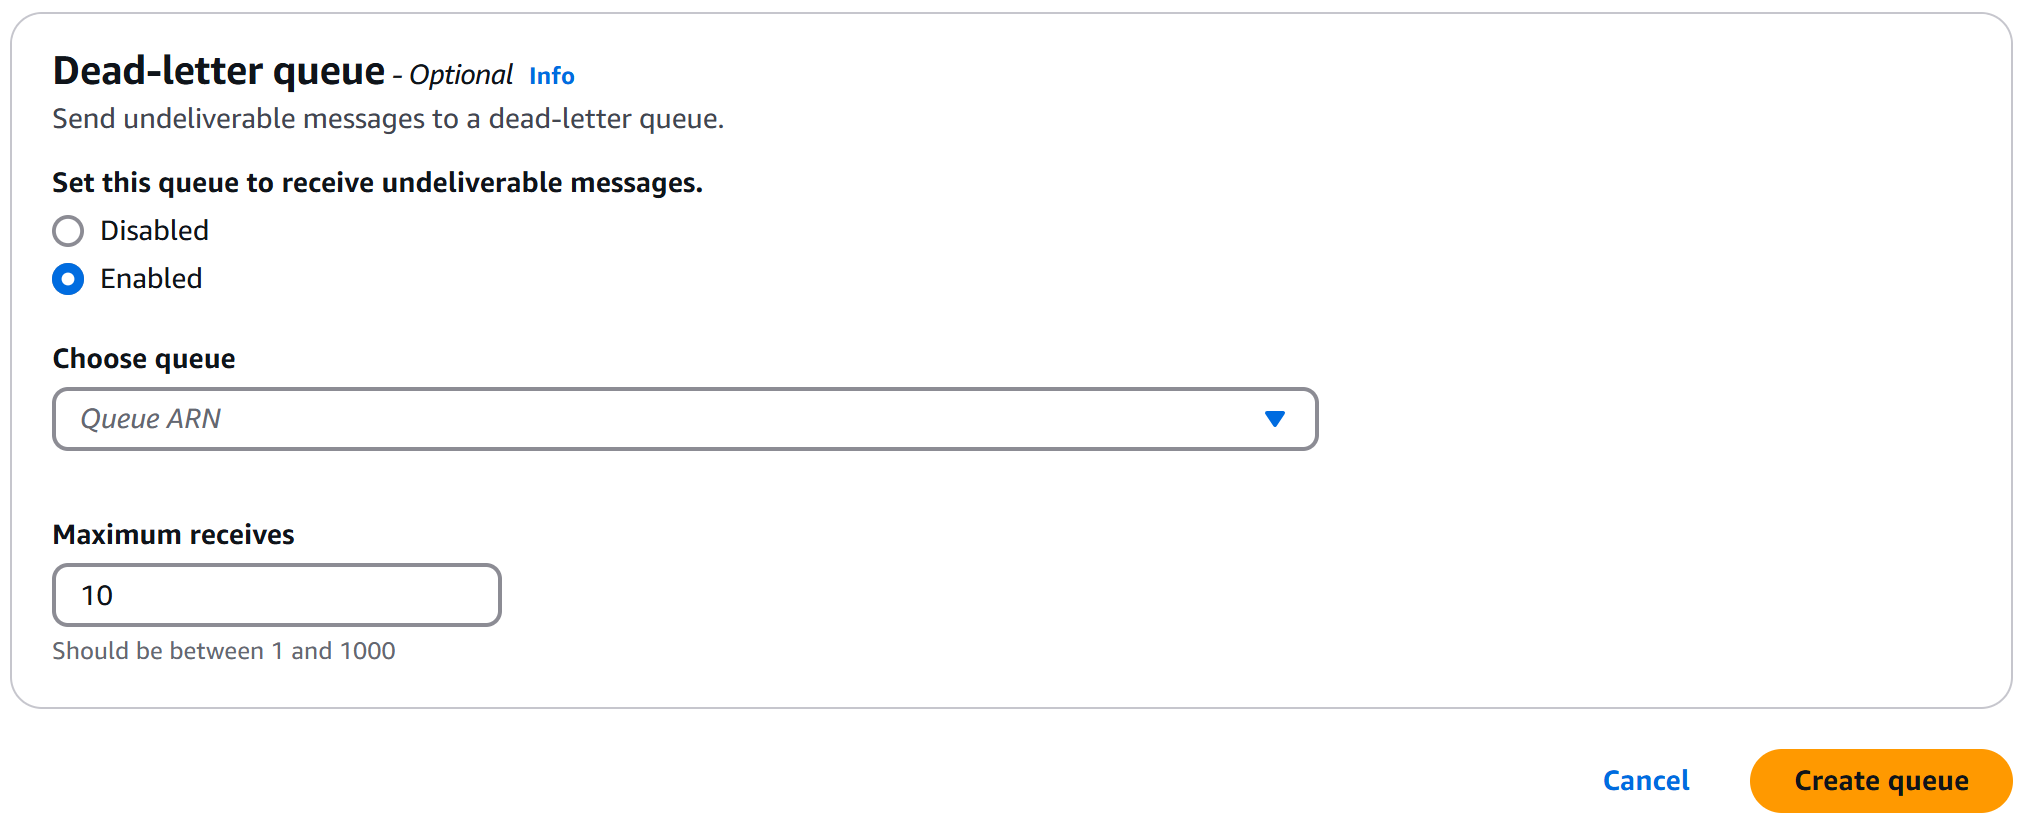 Dead-letter queue - Optional Info
Send undeliverable messages to a dead-letter queue.
Set this queue to receive undeliverable messages.
Disabled
Enabled
Choose queue
Queue ARN
Maximum receives
10
Should be between 1 and 1000
Cancel
Create queue